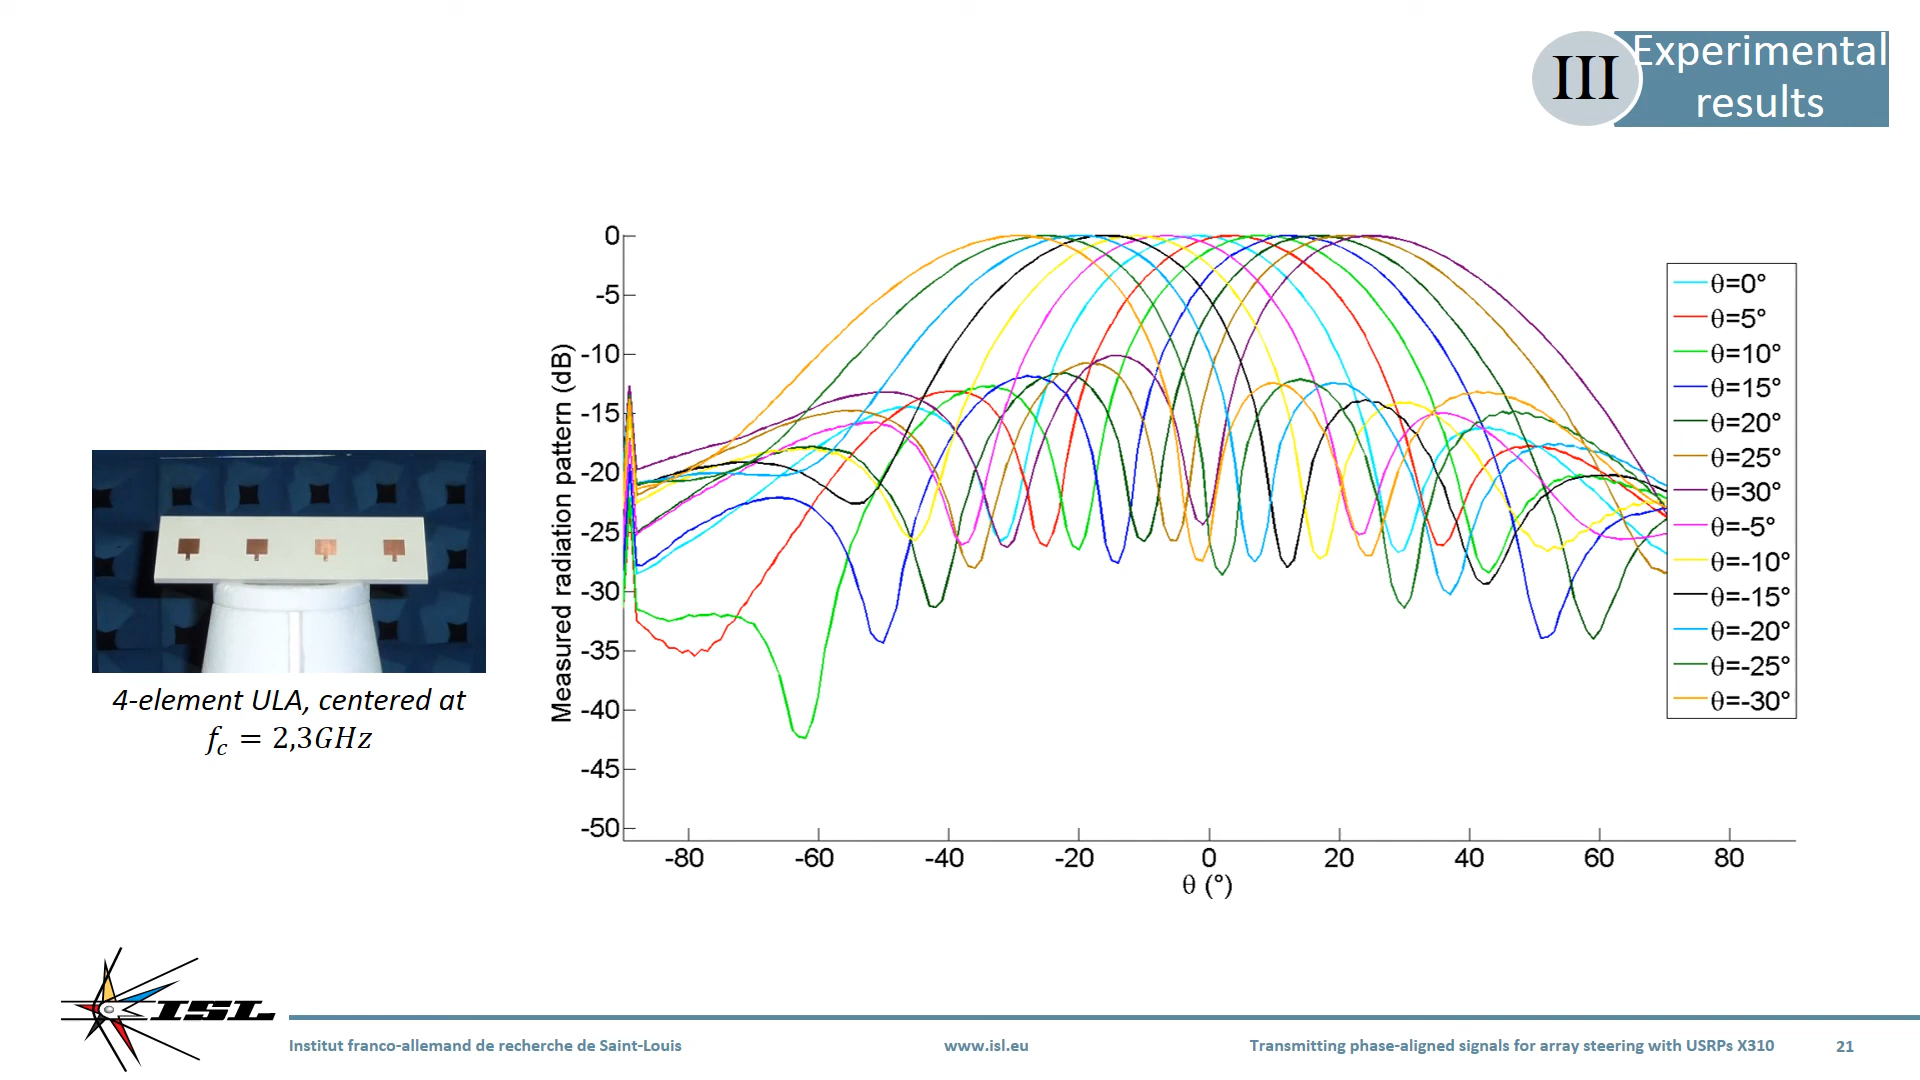 III
Experimental
results
0
-5
-10
-15
-20
-25
-30
-35
-40
-45
-50
Measured radiation pattern (dB)
-80 -60 -40 -20 0 20 40 60 80
θ (°)
θ=0°
θ=5°
θ=10°
θ=15°
θ=20°
θ=25°
θ=30°
θ=-5°
θ=-10°
θ=-15°
θ=-20°
θ=-25°
θ=-30°
4-element ULA, centered at
f_c = 2,3GHz
ISL
Institut franco-allemand de recherche de Saint-Louis
www.isl.eu
Transmitting phase-aligned signals for array steering with USRPs X310
21